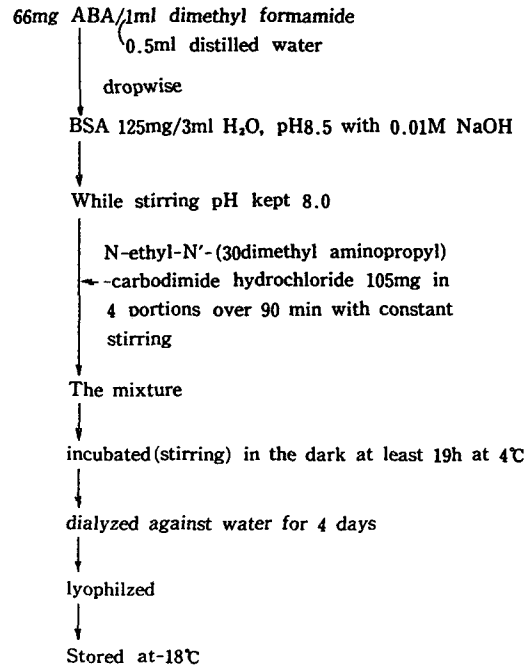 66mg ABA/1ml dimethyl formamide
0.5ml distilled water
dropwise
BSA 125mg/3ml H₂O, pH8.5 with 0.01M NaOH
While stirring pH kept 8.0
N-ethyl-N′-(30dimethyl aminopropyl)
-carbodimide hydrochloride 105mg in
4 portions over 90 min with constant
stirring
The mixture
incubated(stirring) in the dark at least 19h at 4℃
dialyzed against water for 4 days
lyophilzed
Stored at-18℃